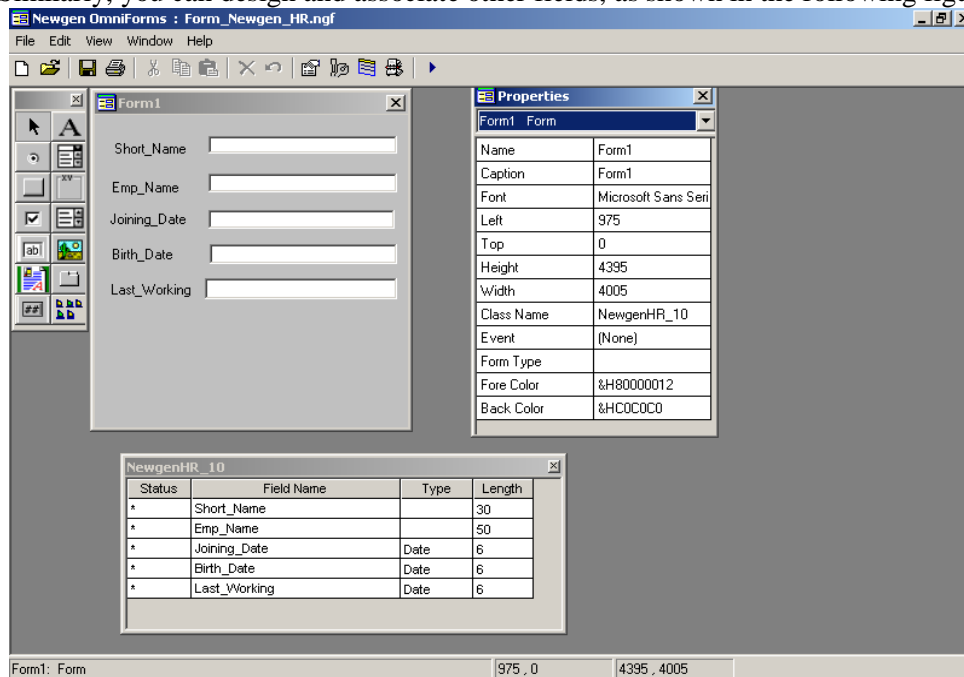 Similarly, you can design and associate other fields, as shown in the following
Newgen OmniForms : Form_Newgen_HR.ngf
File Edit View Window Help
Form1
Properties
A
Form1 Form
Short_Name
Name Form1
Caption Form1
XV
Emp_Name
Font Microsoft Sans Seri
Joining_Date
Left 975
Top 0
ab
Birth_Date
Height 4395
Last_Working
Width 4005
##
Class Name NewgenHR_10
Event (None)
Form Type
Fore Color &H80000012
Back Color &HC0C0C0
NewgenHR_10
Status Field Name Type Length
* Short_Name 30
* Emp_Name 50
* Joining_Date Date 6
* Birth_Date Date 6
* Last_Working Date 6
Form1: Form 975 , 0 4395 , 4005